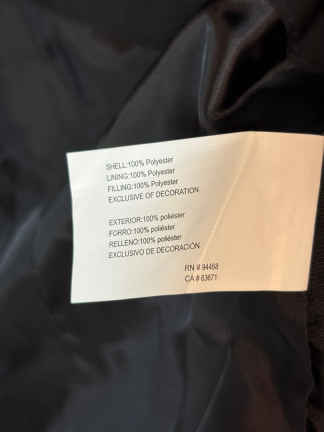 SHELL:100% Polyester
LINING:100% Polyester
FILLING:100% Polyester
EXCLUSIVE OF DECORATION.
EXTERIOR:100% poliéster
FORRO:100% poliéster
RELLENO:100% poliéster
EXCLUSIVO DE DECORACIÓN
RN # 94468
CA # 63671